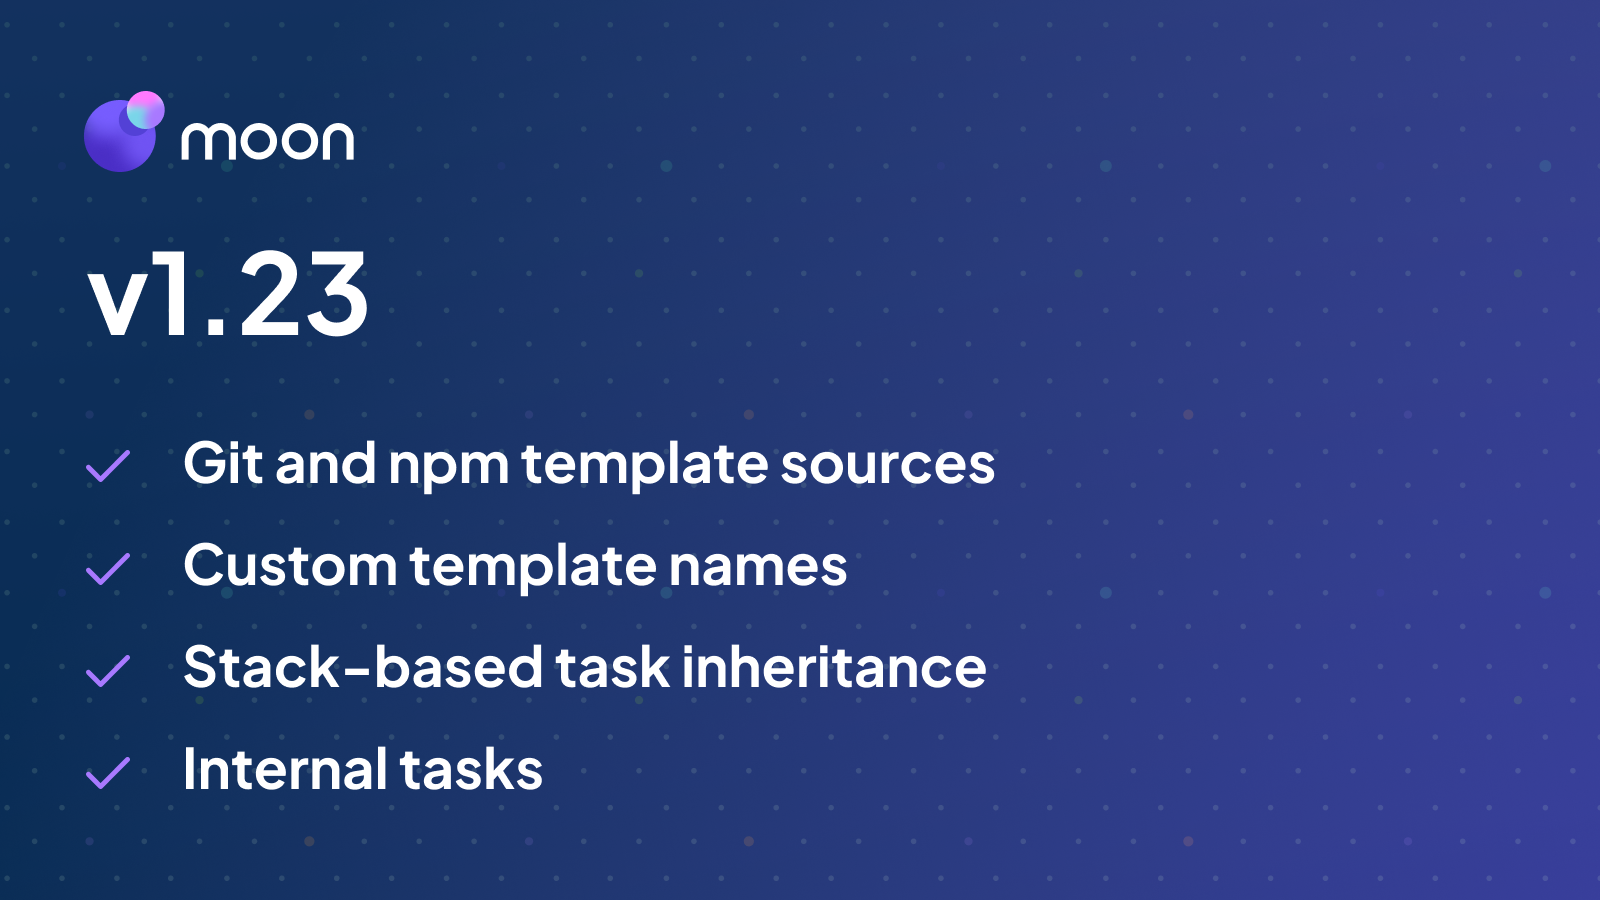 moon
v1.23
Git and npm template sources
Custom template names
Stack-based task inheritance
Internal tasks